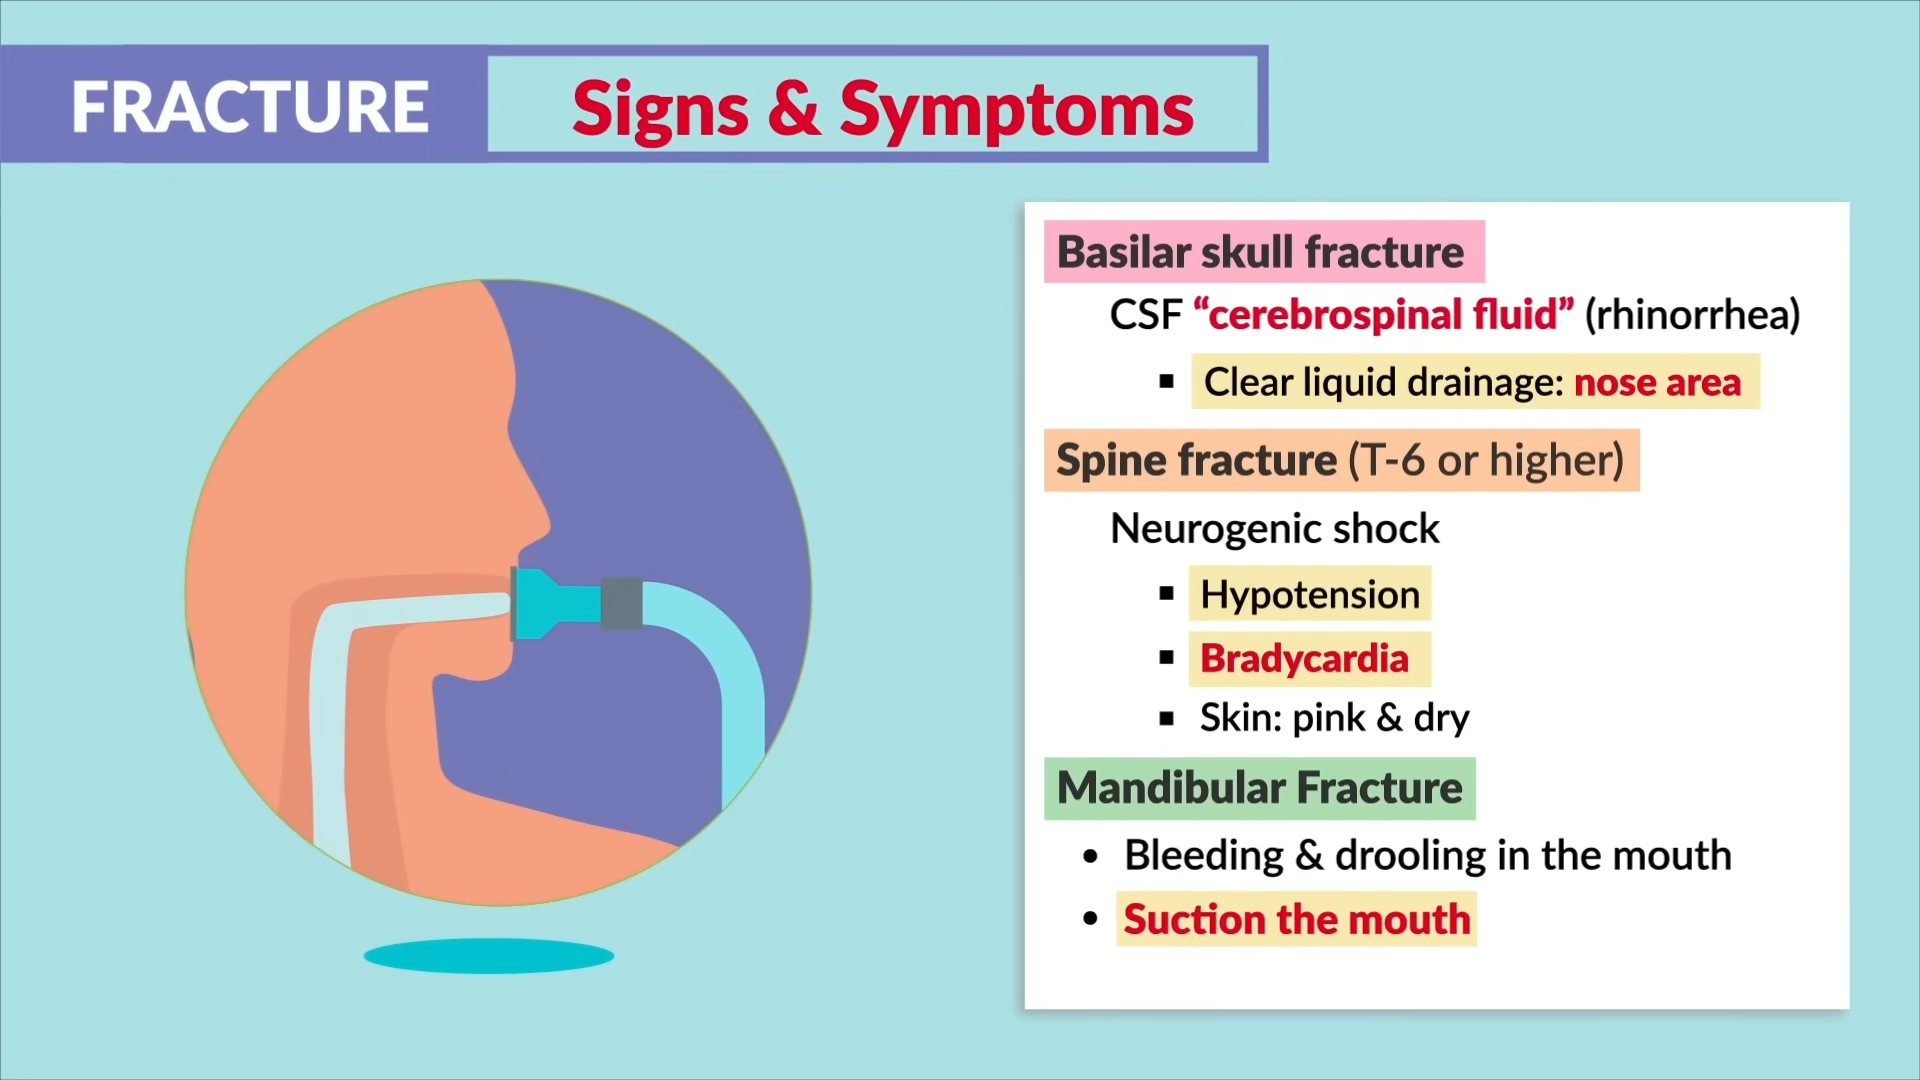 FRACTURE
Signs & Symptoms
Basilar skull fracture
CSF “cerebrospinal fluid” (rhinorrhea)
▪ Clear liquid drainage: nose area
Spine fracture (T-6 or higher)
Neurogenic shock
▪ Hypotension
▪ Bradycardia
▪ Skin: pink & dry
Mandibular Fracture
• Bleeding & drooling in the mouth
• Suction the mouth